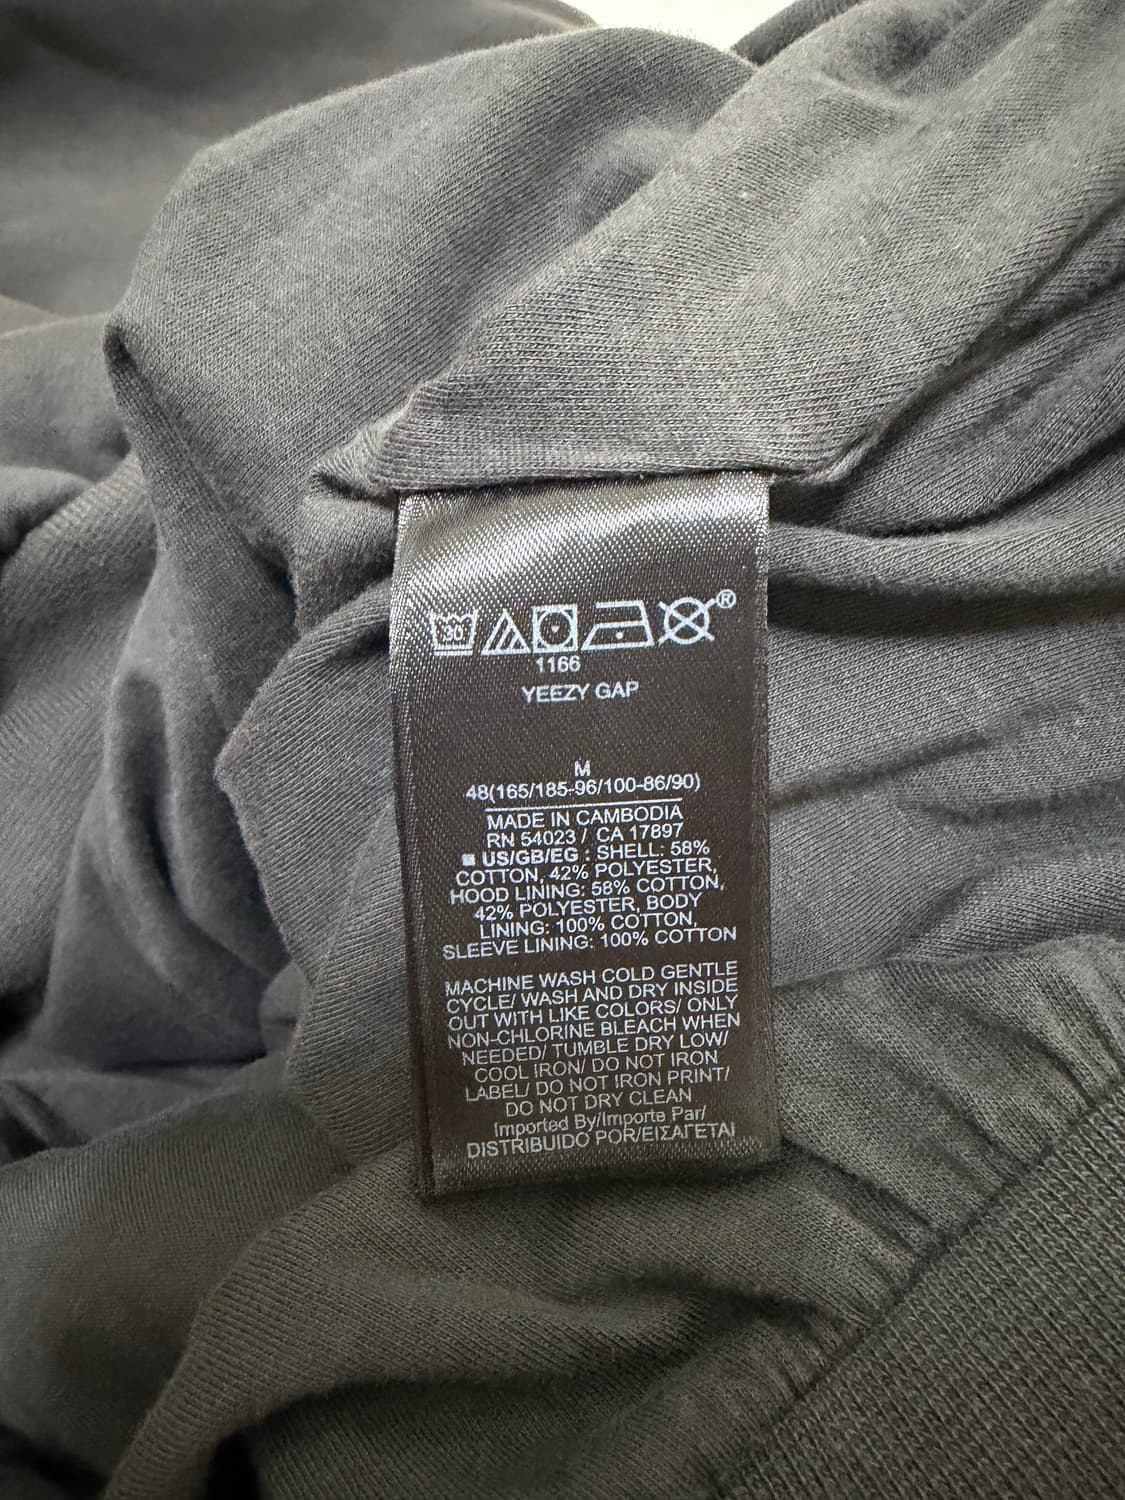 30 ®
1166
YEEZY GAP
M
48(165/185-96/100-86/90)
MADE IN CAMBODIA
RN 54023 / CA 17897
■ US/GB/EG : SHELL: 58%
COTTON, 42% POLYESTER,
HOOD LINING: 58% COTTON,
42% POLYESTER, BODY
LINING: 100% COTTON,
SLEEVE LINING: 100% COTTON
MACHINE WASH COLD GENTLE
CYCLE/ WASH AND DRY INSIDE
OUT WITH LIKE COLORS/ ONLY
NON-CHLORINE BLEACH WHEN
NEEDED/ TUMBLE DRY LOW/
COOL IRON/ DO NOT IRON
LABEL/ DO NOT IRON PRINT/
DO NOT DRY CLEAN
Imported By/Importe Par/
DISTRIBUIDO POR/ΕΙΣΑΓΕΤΑΙ